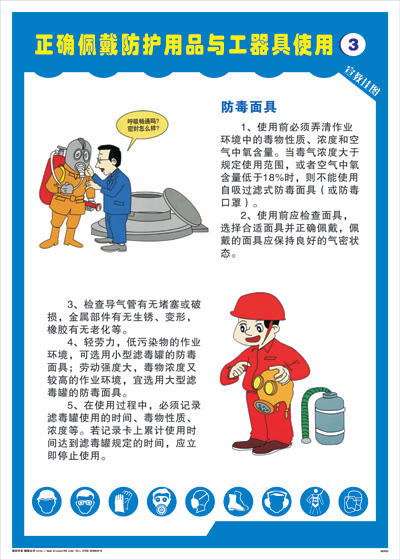 正确佩戴防护用品与工器具使用 3
宣教挂图
呼吸畅通吗?
密封怎么样?
防毒面具
1、使用前必须弄清作业
环境中的毒物性质、浓度和空
气中氧含量。当毒气浓度大于
规定使用范围，或者空气中氧
含量低于18%时，则不能使用
自吸过滤式防毒面具（或防毒
口罩）。
2、使用前应检查面具，
选择合适面具并正确佩戴，佩
戴的面具应保持良好的气密状
态。
3、检查导气管有无堵塞或破
损，金属部件有无生锈、变形，
橡胶有无老化等。
4、轻劳力，低污染物的作业
环境，可选用小型滤毒罐的防毒
面具；劳动强度大，毒物浓度又
较高的作业环境，宜选用大型滤
毒罐的防毒面具。
5、在使用过程中，必须记录
滤毒罐使用的时间、毒物性质、
浓度等。若记录卡上累计使用时
间达到滤毒罐规定的时间，应立
即停止使用。